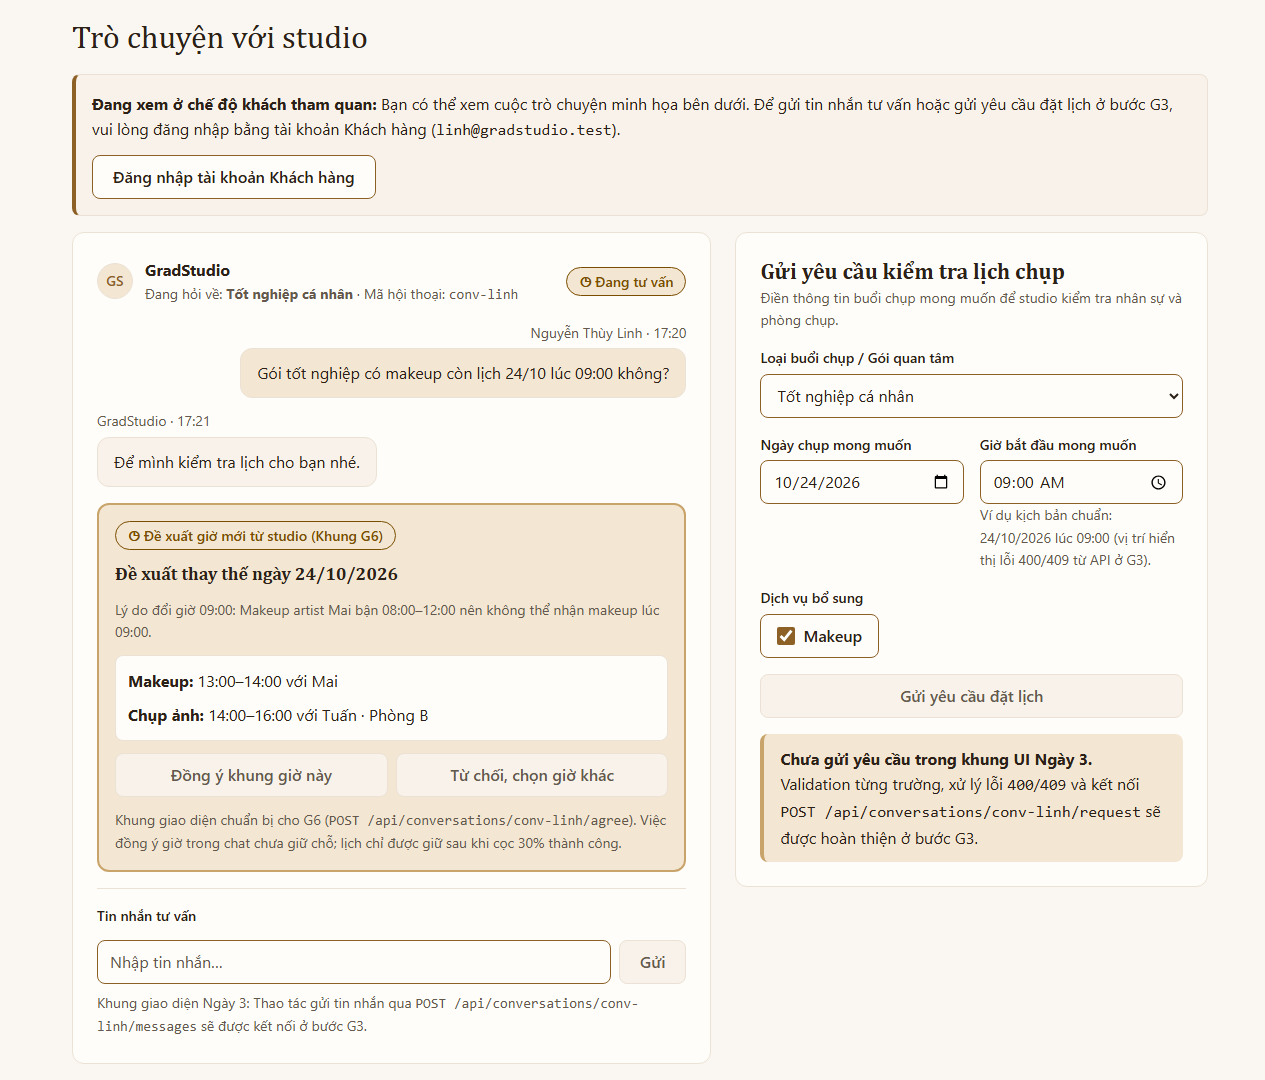 Trò chuyện với studio
Đang xem ở chế độ khách tham quan: Bạn có thể xem cuộc trò chuyện minh họa bên dưới. Để gửi tin nhắn tư vấn hoặc gửi yêu cầu đặt lịch ở bước G3,
vui lòng đăng nhập bằng tài khoản Khách hàng (linh@gradstudio.test).
Đăng nhập tài khoản Khách hàng
GS
GradStudio
Đang hỏi về: Tốt nghiệp cá nhân · Mã hội thoại: conv-linh
Đang tư vấn
Nguyễn Thùy Linh · 17:20
Gói tốt nghiệp có makeup còn lịch 24/10 lúc 09:00 không?
GradStudio · 17:21
Để mình kiểm tra lịch cho bạn nhé.
Đề xuất giờ mới từ studio (Khung G6)
Đề xuất thay thế ngày 24/10/2026
Lý do đổi giờ 09:00: Makeup artist Mai bận 08:00–12:00 nên không thể nhận makeup lúc
09:00.
Makeup: 13:00–14:00 với Mai
Chụp ảnh: 14:00–16:00 với Tuấn · Phòng B
Đồng ý khung giờ này
Từ chối, chọn giờ khác
Khung giao diện chuẩn bị cho G6 (POST /api/conversations/conv-linh/agree). Việc
đồng ý giờ trong chat chưa giữ chỗ; lịch chỉ được giữ sau khi cọc 30% thành công.
Tin nhắn tư vấn
Nhập tin nhắn...
Gửi
Khung giao diện Ngày 3: Thao tác gửi tin nhắn qua POST /api/conversations/conv-
linh/messages sẽ được kết nối ở bước G3.
Gửi yêu cầu kiểm tra lịch chụp
Điền thông tin buổi chụp mong muốn để studio kiểm tra nhân sự và
phòng chụp.
Loại buổi chụp / Gói quan tâm
Tốt nghiệp cá nhân
Ngày chụp mong muốn
10/24/2026
Giờ bắt đầu mong muốn
09:00 AM
Ví dụ kịch bản chuẩn:
24/10/2026 lúc 09:00 (vị trí hiển
thị lỗi 400/409 từ API ở G3).
Dịch vụ bổ sung
Makeup
Gửi yêu cầu đặt lịch
Chưa gửi yêu cầu trong khung UI Ngày 3.
Validation từng trường, xử lý lỗi 400/409 và kết nối
POST /api/conversations/conv-linh/request sẽ
được hoàn thiện ở bước G3.